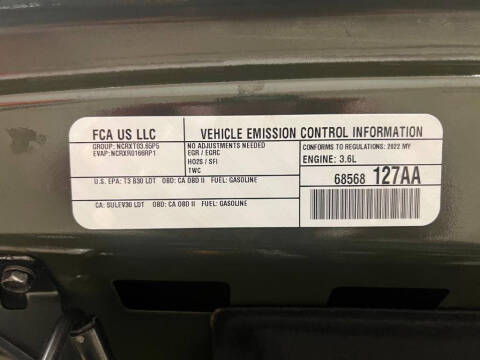 FCA US LLC
VEHICLE EMISSION CONTROL INFORMATION
GROUP: NCRXT03.65P5
EVAP: NCRXR0166RP1
NO ADJUSTMENTS NEEDED
EGR / EGRC
HO2S / SFI
TWC
CONFORMS TO REGULATIONS: 2022 MY
ENGINE: 3.6L
U.S. EPA: T3 B30 LDT OBD: CA OBD II FUEL: GASOLINE
68568 127AA
CA: SULEV30 LDT OBD: CA OBD II FUEL: GASOLINE